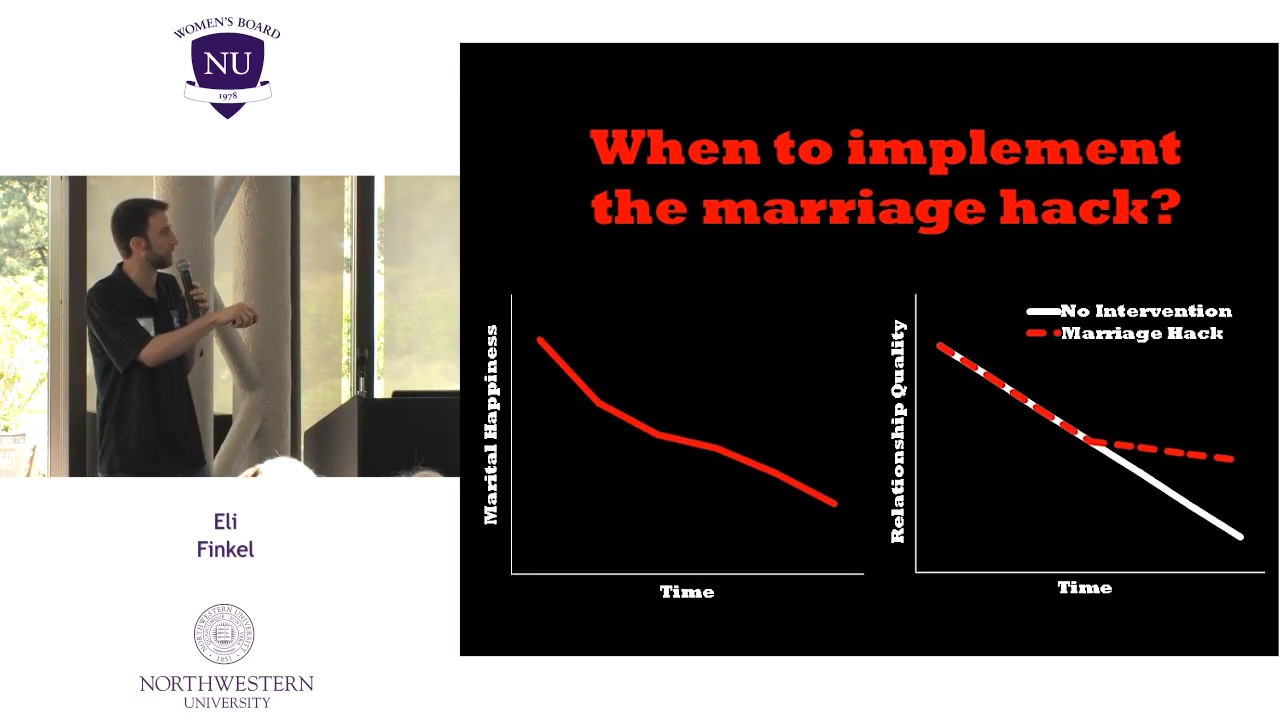 WOMEN'S BOARD
NU
1978
Eli
Finkel
1851
NORTHWESTERN
UNIVERSITY
When to implement
the marriage hack?
Marital Happiness
Time
Relationship Quality
No Intervention
Marriage Hack
Time